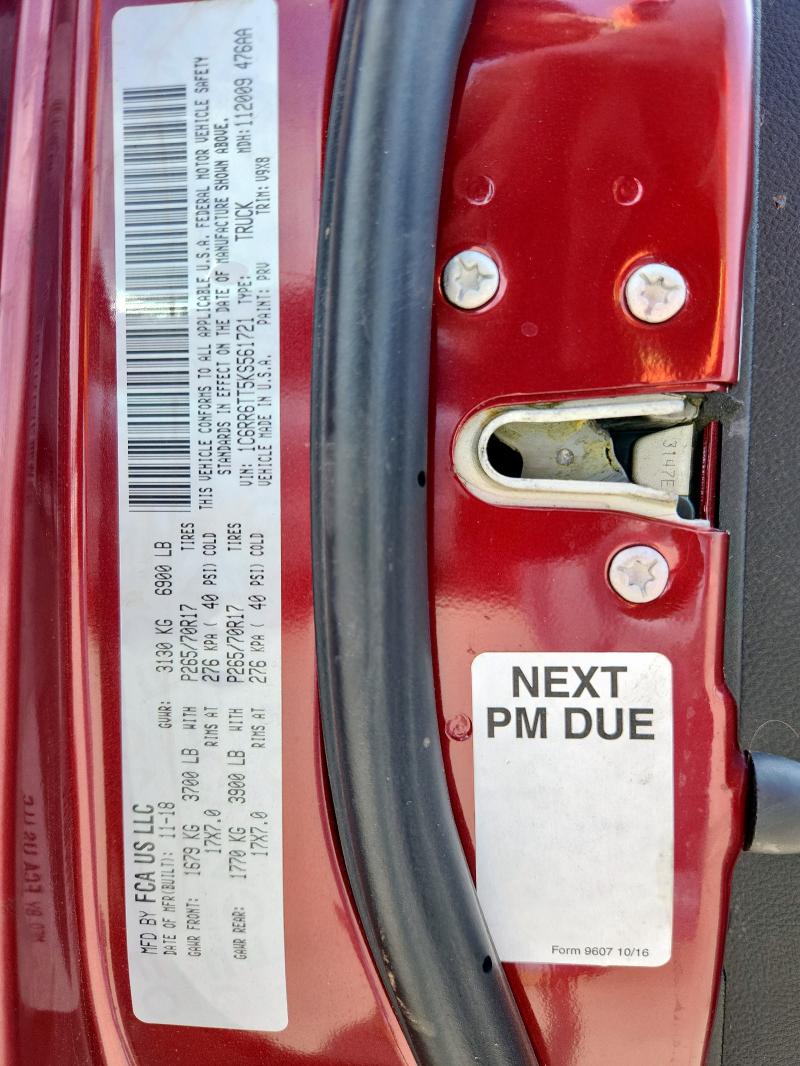 MFD BY FCA US LLC
DATE OF MFR(BUILT): 11-18 GVWR: 3130 KG 6900 LB
GAWR FRONT: 1679 KG 3700 LB WITH P265/70R17 TIRES
17X7.0 RIMS AT 276 KPA ( 40 PSI) COLD
GAWR REAR: 1770 KG 3900 LB WITH P265/70R17 TIRES
17X7.0 RIMS AT 276 KPA ( 40 PSI) COLD
THIS VEHICLE CONFORMS TO ALL APPLICABLE U.S.A. FEDERAL MOTOR VEHICLE SAFETY
STANDARDS IN EFFECT ON THE DATE OF MANUFACTURE SHOWN ABOVE.
VIN: 1C6RR6TT5KS561721 TYPE: TRUCK MDH: 112009 476AA
VEHICLE MADE IN U.S.A. PAINT: PRV TRIM: V9X8
3147E
NEXT
PM DUE
Form 9607 10/16